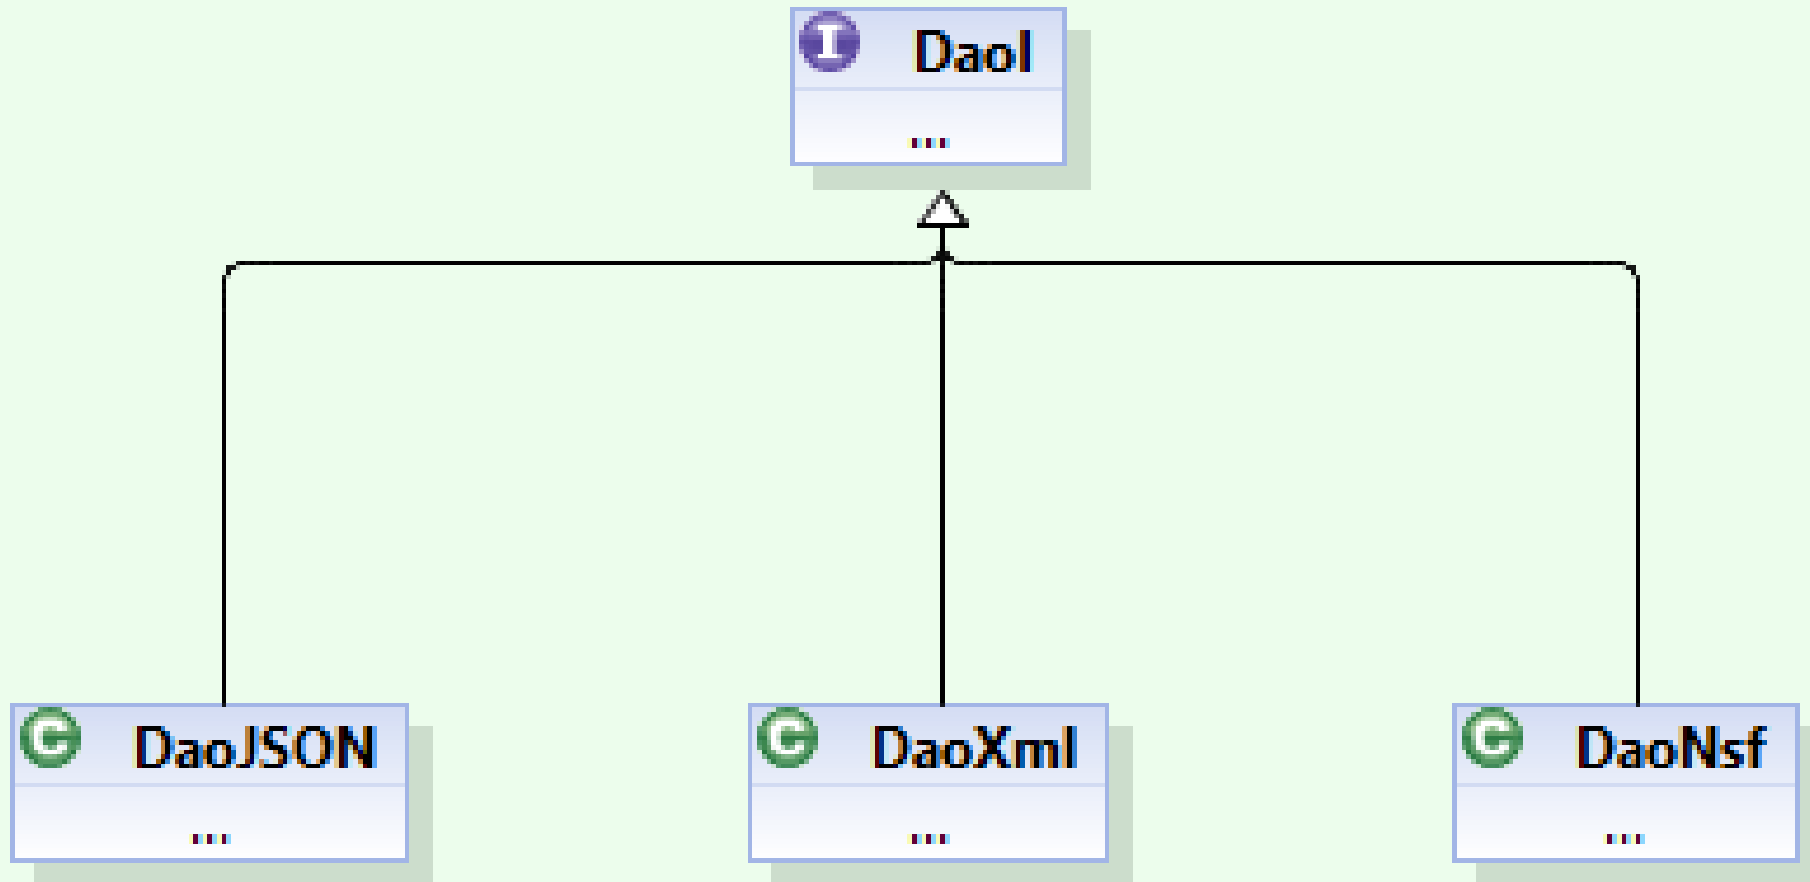 I DaoI
...
C DaoJSON
...
C DaoXml
...
C DaoNsf
...